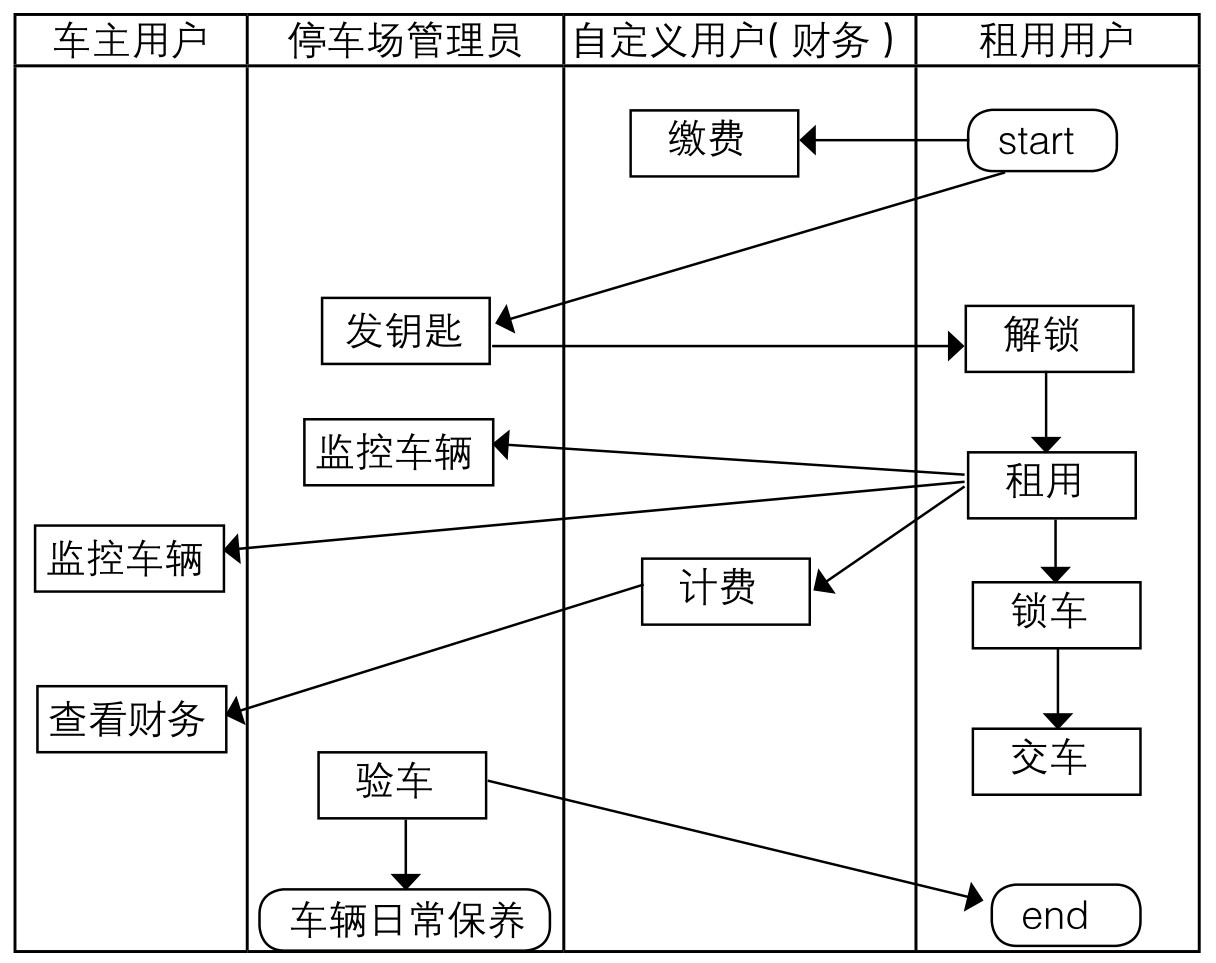 车主用户
停车场管理员
自定义用户(财务)
租用用户
缴费
start
发钥匙
解锁
监控车辆
租用
监控车辆
计费
锁车
查看财务
交车
验车
车辆日常保养
end